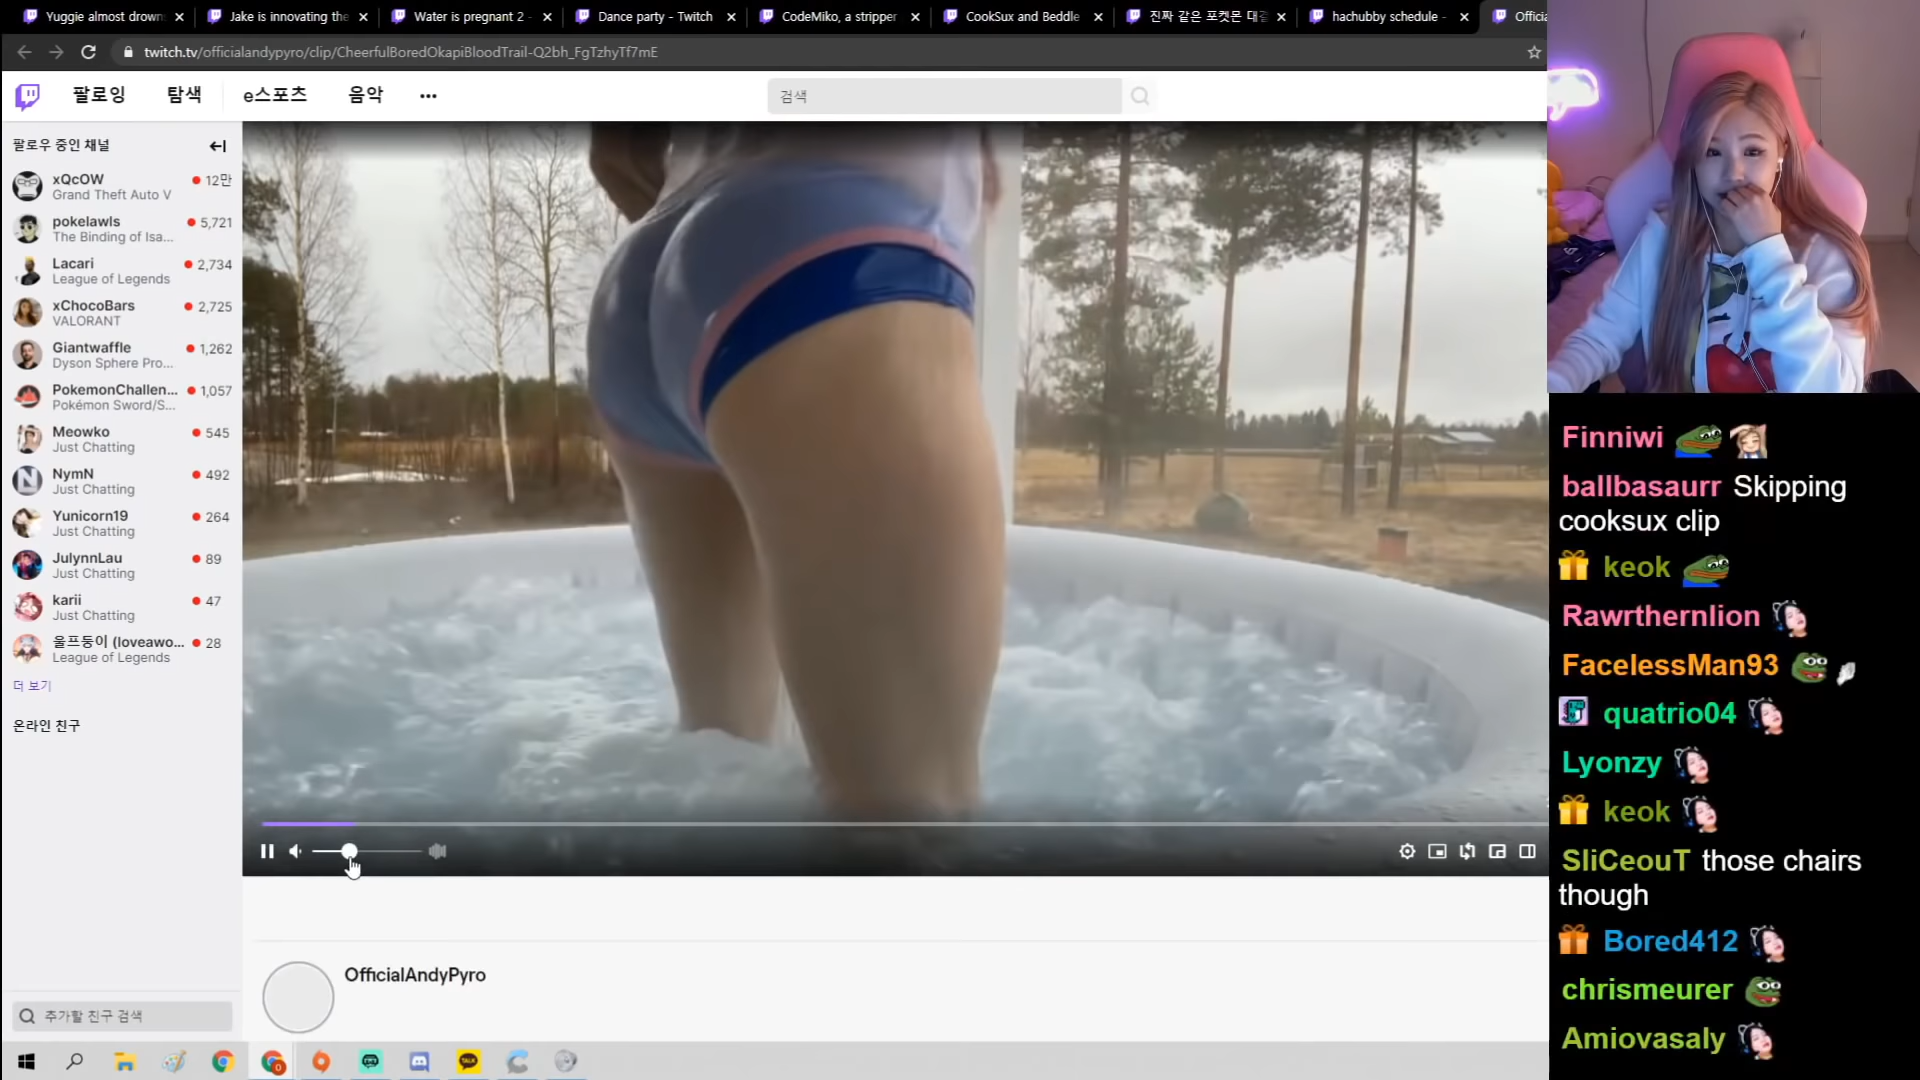 Yuggie almost drown
Jake is innovating the
Water is pregnant 2 -
Dance party - Twitch
CodeMiko, a stripper
CookSux and Beddle
진짜 같은 포켓몬 대결
hachubby schedule -
Officia
twitch.tv/officialandypyro/clip/CheerfulBoredOkapiBloodTrail-Q2bh_FgTzhyTf7mE
팔로잉
탐색
e스포츠
음악
검색
팔로우 중인 채널
xQcOW
12만
Grand Theft Auto V
pokelawls
5,721
The Binding of Isa...
Lacari
2,734
League of Legends
xChocoBars
2,725
VALORANT
Giantwaffle
1,262
Dyson Sphere Pro...
PokemonChallen...
1,057
Pokémon Sword/S...
Meowko
545
Just Chatting
NymN
492
Just Chatting
Yunicorn19
264
Just Chatting
JulynnLau
89
Just Chatting
karii
47
Just Chatting
울프둥이 (loveawo...
28
League of Legends
더 보기
온라인 친구
추가할 친구 검색
OfficialAndyPyro
Finniwi
ballbasaurr Skipping
cooksux clip
keok
Rawrthernlion
FacelessMan93
quatrio04
Lyonzy
keok
SliCeouT those chairs
though
Bored412
chrismeurer
Amiovasaly